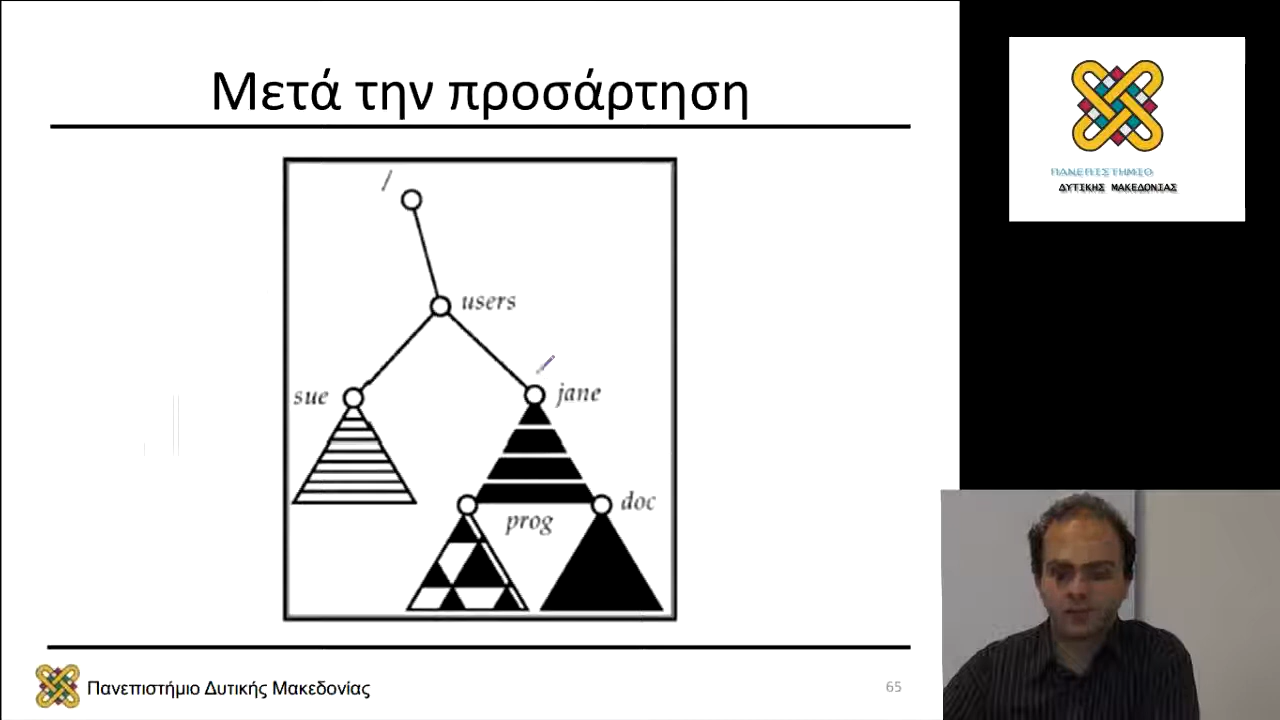 Μετά την προσάρτηση
/
users
sue
jane
prog
doc
Πανεπιστήμιο Δυτικής Μακεδονίας
65
ΠΑΝΕΠΙΣΤΗΜΙΟ
ΔΥΤΙΚΗΣ ΜΑΚΕΔΟΝΙΑΣ